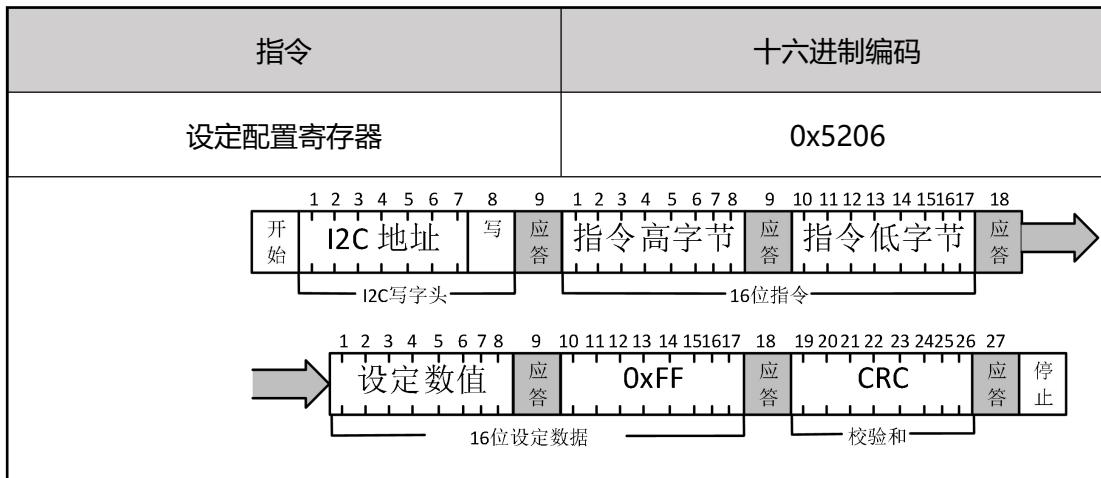 指令 十六进制编码
设定配置寄存器 0x5206
1 2 3 4 5 6 7 8 9 1 2 3 4 5 6 7 8 9 10 11 12 13 14 15 16 17 18
开始 I2C 地址 写 应答 指令高字节 应答 指令低字节 应答
I2C写字头 16位指令
1 2 3 4 5 6 7 8 9 10 11 12 13 14 15 16 17 18 19 20 21 22 23 24 25 26 27
设定数值 应答 0xFF 应答 CRC 应答 停止
16位设定数据 校验和